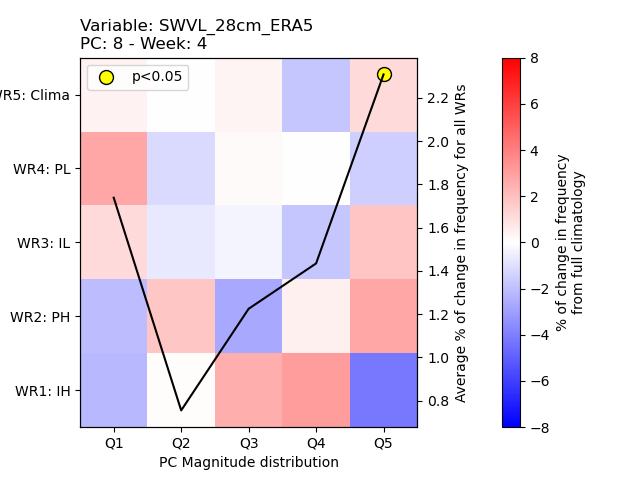 Variable: SWVL_28cm_ERA5
PC: 8 - Week: 4
p<0.05
WR5: Clima
WR4: PL
WR3: IL
WR2: PH
WR1: IH
Q1 Q2 Q3 Q4 Q5
PC Magnitude distribution
2.2
2.0
1.8
1.6
1.4
1.2
1.0
0.8
Average % of change in frequency for all WRs
8
6
4
2
0
−2
−4
−6
−8
% of change in frequency
from full climatology